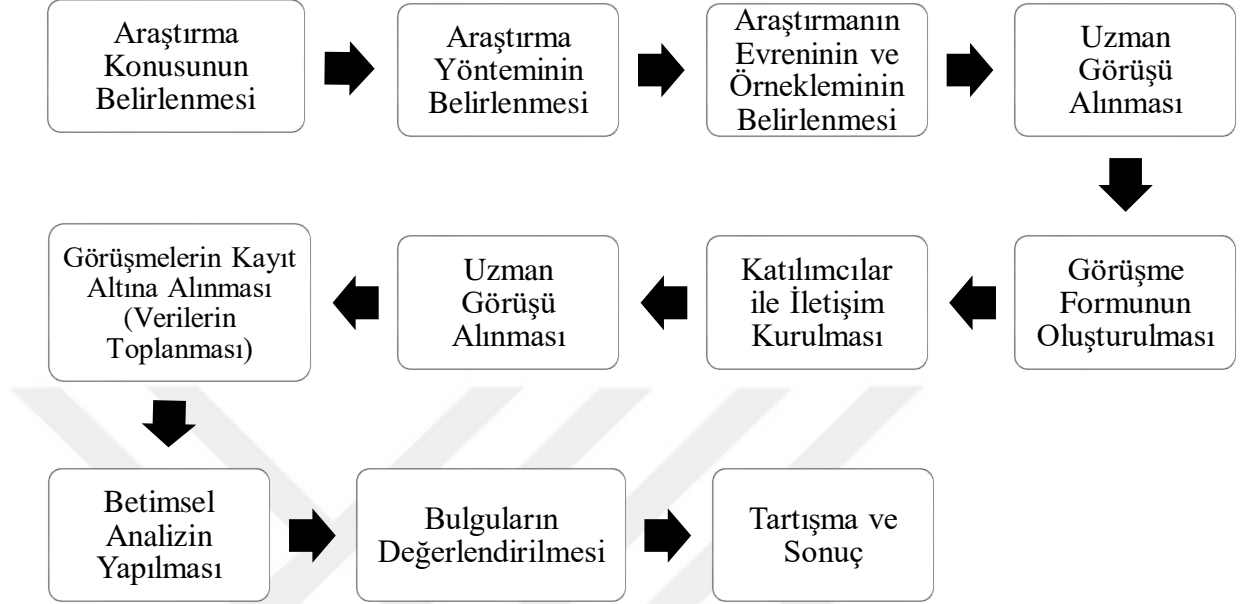 Araştırma
Konusunun
Belirlenmesi
Araştırma
Yönteminin
Belirlenmesi
Araştırmanın
Evreninin ve
Örnekleminin
Belirlenmesi
Uzman
Görüşü
Alınması
Görüşme
Formunun
Oluşturulması
Katılımcılar
ile İletişim
Kurulması
Uzman
Görüşü
Alınması
Görüşmelerin Kayıt
Altına Alınması
(Verilerin
Toplanması)
Betimsel
Analizin
Yapılması
Bulguların
Değerlendirilmesi
Tartışma ve
Sonuç